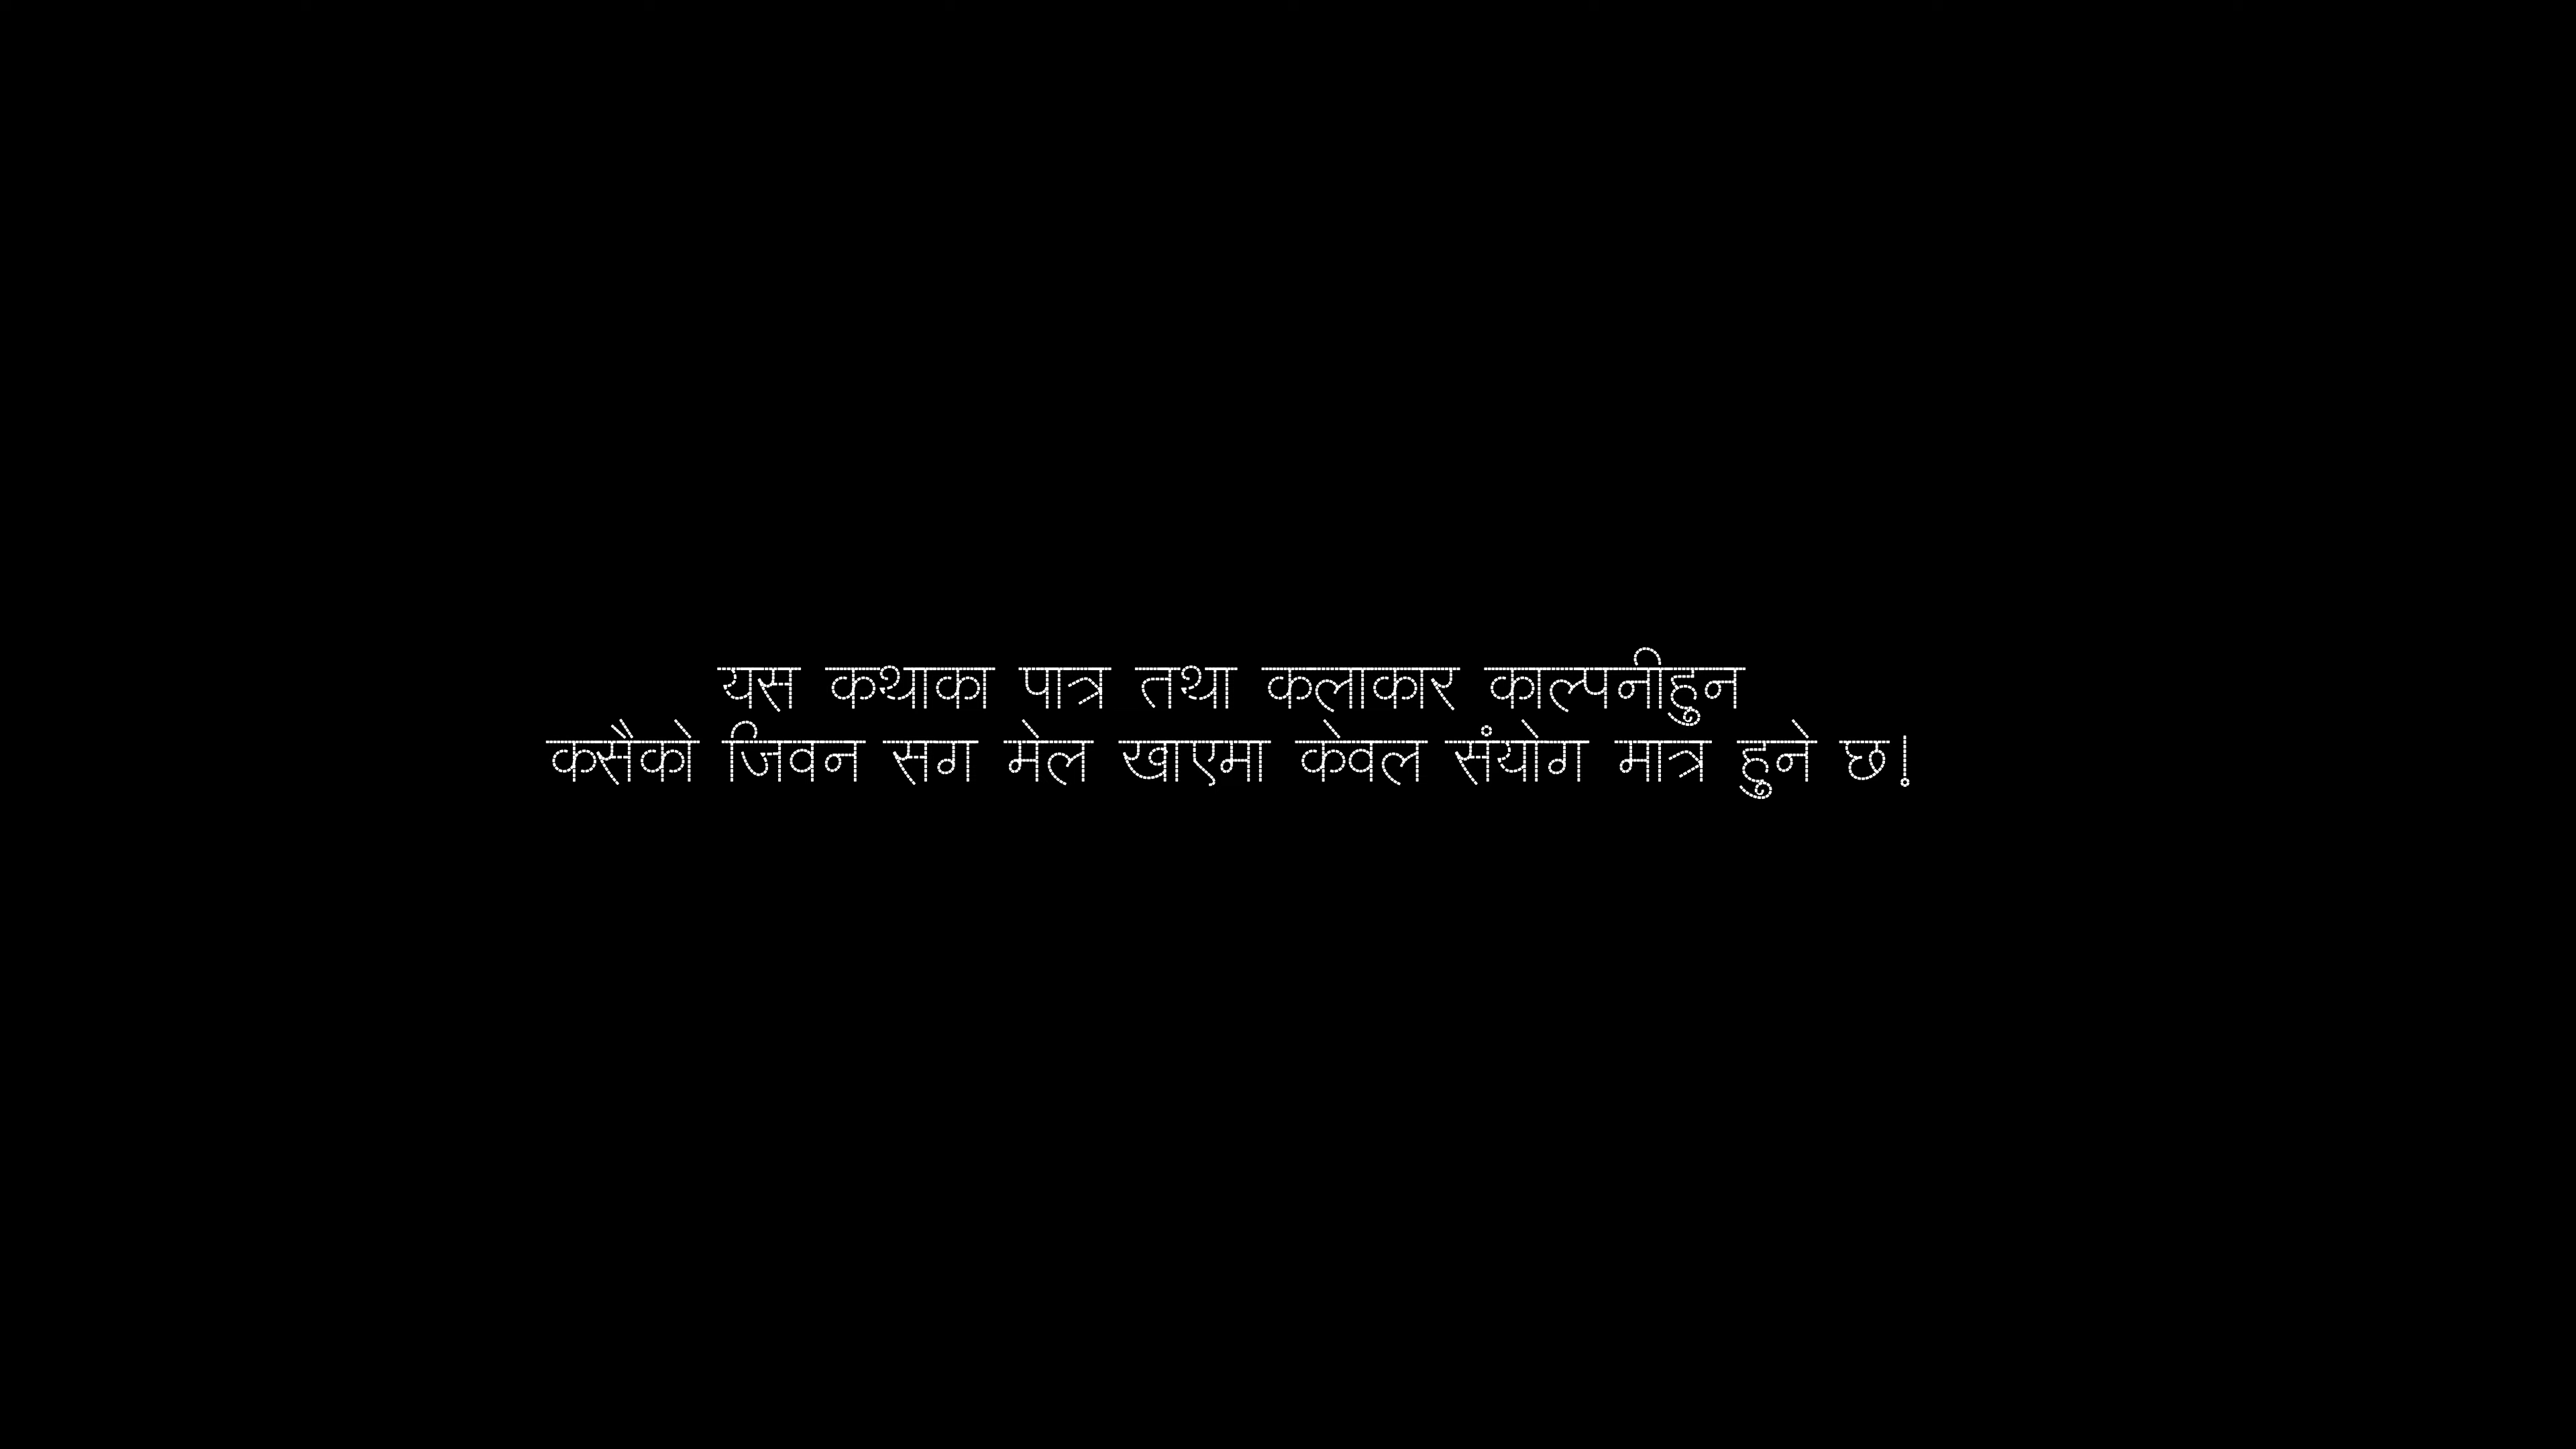 यस कथाका पात्र तथा कलाकार काल्पनीहुन
कसैको जिवन सग मेल खाएमा केवल संयोग मात्र हुने छ!